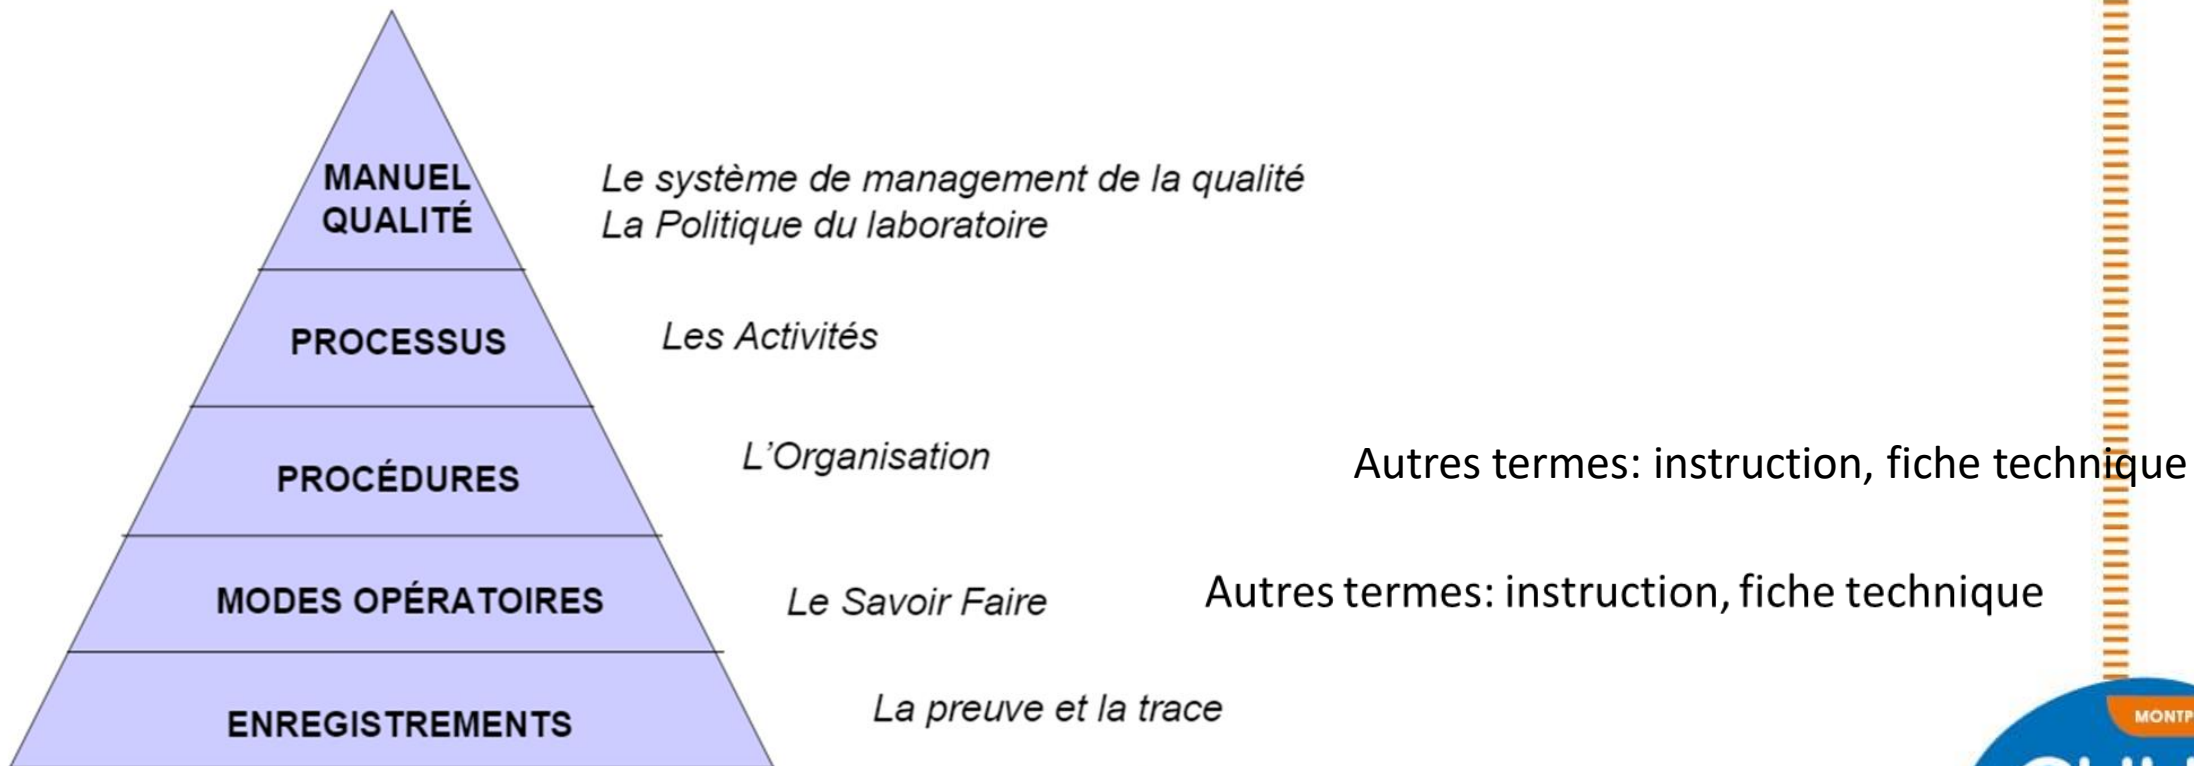 MANUEL
QUALITÉ
Le système de management de la qualité
La Politique du laboratoire
PROCESSUS
Les Activités
PROCÉDURES
L’Organisation
Autres termes: instruction, fiche technique
MODES OPÉRATOIRES
Le Savoir Faire
Autres termes: instruction, fiche technique
ENREGISTREMENTS
La preuve et la trace